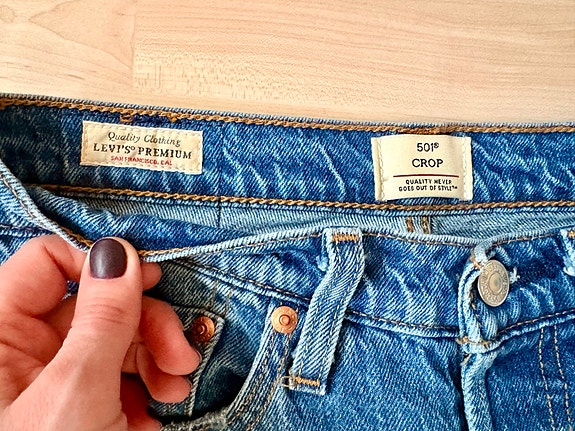 Quality Clothing
LEVI'S® PREMIUM
SAN FRANCISCO, CAL.
501®
CROP
QUALITY NEVER
GOES OUT OF STYLE™